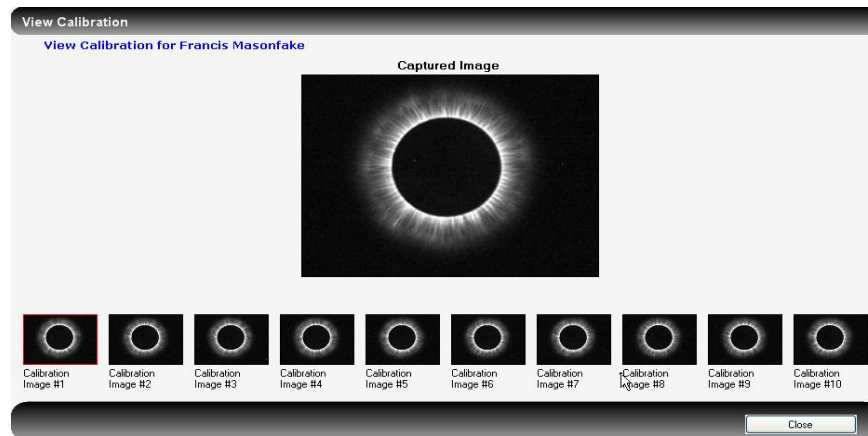 View Calibration
View Calibration for Francis Masonfake
Captured Image
Calibration
Image #1
Calibration
Image #2
Calibration
Image #3
Calibration
Image #4
Calibration
Image #5
Calibration
Image #6
Calibration
Image #7
Calibration
Image #8
Calibration
Image #9
Calibration
Image #10
Close